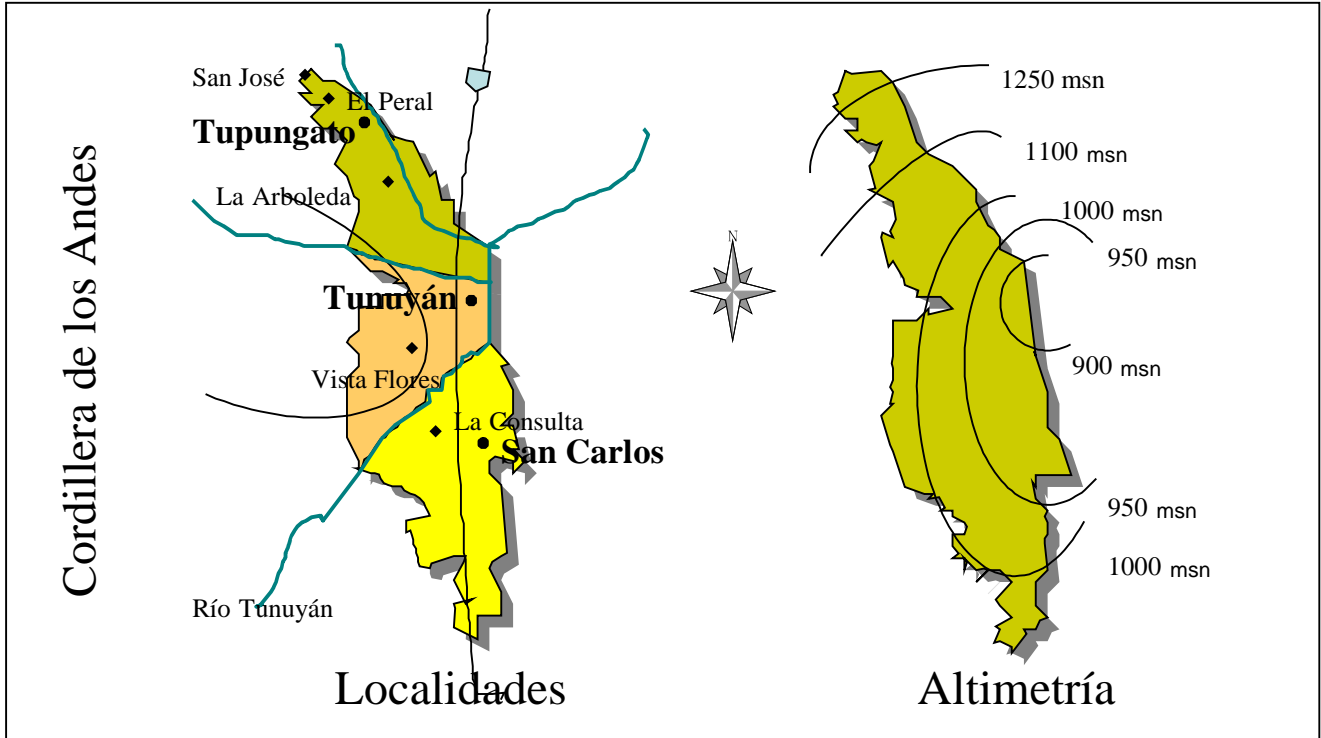 Cordillera de los Andes
San José
El Peral
Tupungato
La Arboleda
Tunuyán
Vista Flores
La Consulta
San Carlos
Río Tunuyán
Localidades
N
1250 msn
1100 msn
1000 msn
950 msn
900 msn
950 msn
1000 msn
Altimetría